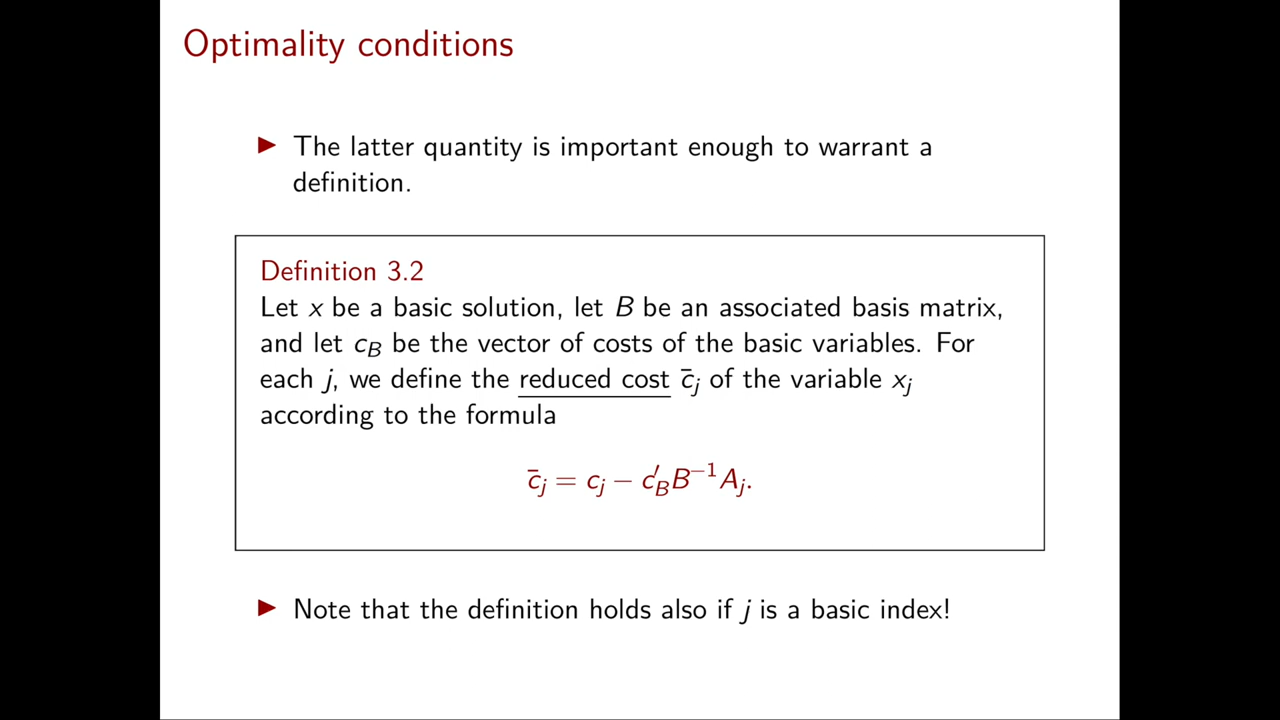 Optimality conditions
▶ The latter quantity is important enough to warrant a
definition.
Definition 3.2
Let x be a basic solution, let B be an associated basis matrix,
and let c_B be the vector of costs of the basic variables. For
each j, we define the reduced cost c̄_j of the variable x_j
according to the formula
c̄_j = c_j − c′_B B⁻¹ A_j.
▶ Note that the definition holds also if j is a basic index!